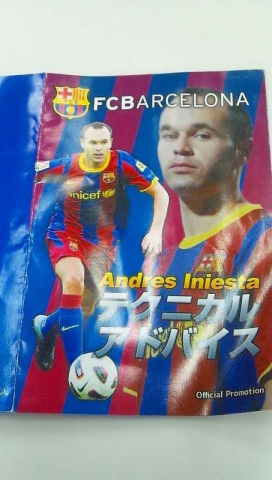 FCBARCELONA
unicef
Andres Iniesta
テクニカル
アドバイス
Official Promotion